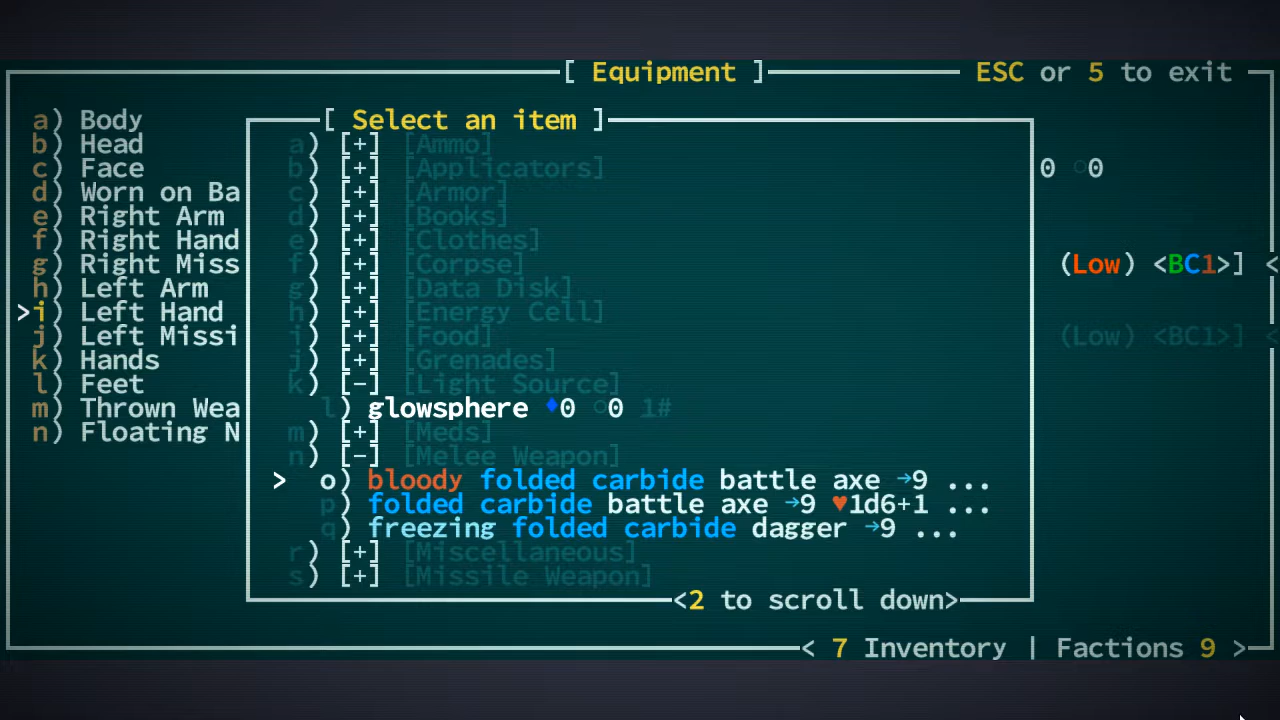 [ Equipment ] ESC or 5 to exit
a) Body
[ Select an item ]
b) Head a) [+] [Ammo]
c) Face b) [+] [Applicators] 0 ○0
d) Worn on Ba c) [+] [Armor]
e) Right Arm d) [+] [Books]
f) Right Hand e) [+] [Clothes]
g) Right Miss f) [+] [Corpse] (Low) <BC1>] <
h) Left Arm g) [+] [Data Disk]
>i) Left Hand h) [+] [Energy Cell]
j) Left Missi i) [+] [Food] (Low) <BC1>] <
k) Hands j) [+] [Grenades]
l) Feet k) [-] [Light Source]
m) Thrown Wea l) glowsphere ♦0 ○0 1#
n) Floating N m) [+] [Meds]
n) [-] [Melee Weapon]
> o) bloody folded carbide battle axe →9 ...
p) folded carbide battle axe →9 ♥1d6+1 ...
q) freezing folded carbide dagger →9 ...
r) [+] [Miscellaneous]
s) [+] [Missile Weapon]
<2 to scroll down>
< 7 Inventory | Factions 9 >